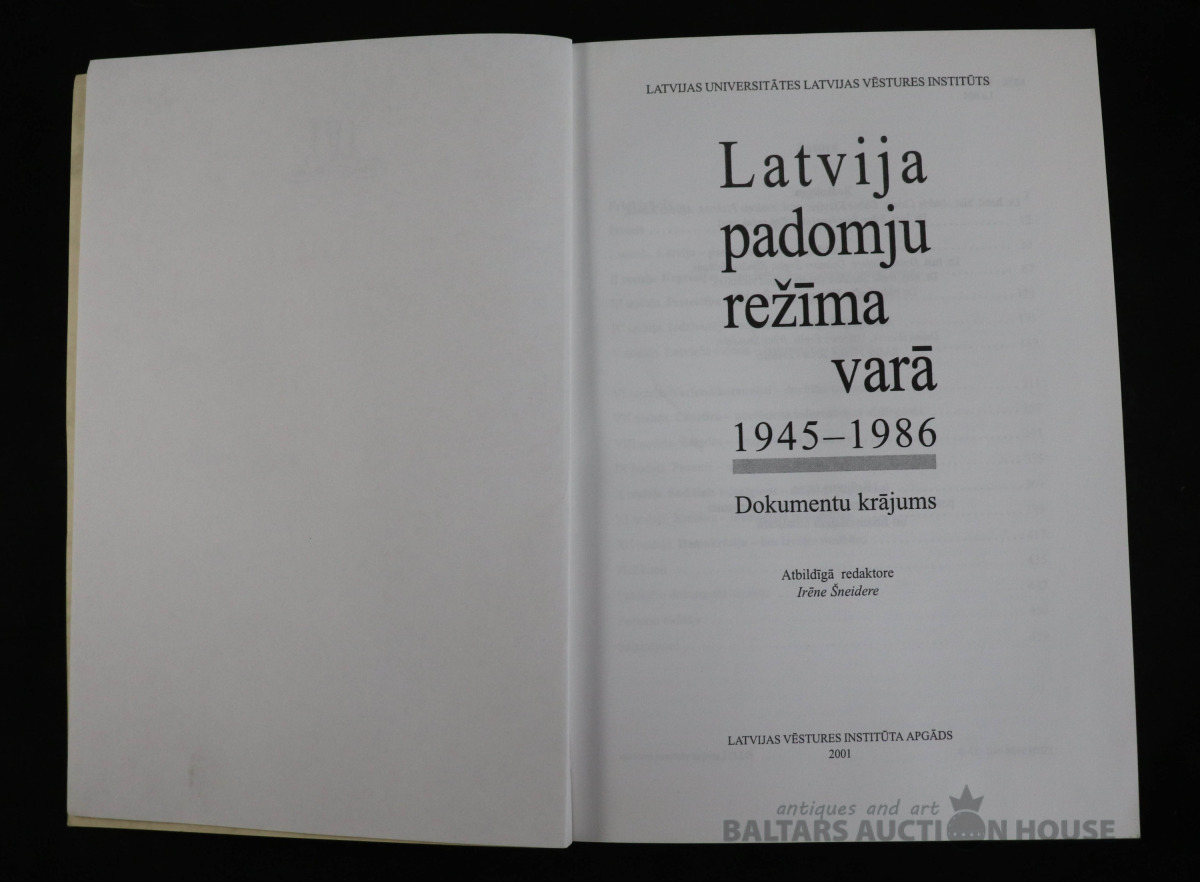 LATVIJAS UNIVERSITĀTES LATVIJAS VĒSTURES INSTITŪTS
Latvija
padomju
režīma
varā
1945–1986
Dokumentu krājums
Atbildīgā redaktore
Irēne Šneidere
LATVIJAS VĒSTURES INSTITŪTA APGĀDS
2001
antiques and art
BALTARS AUCTION HOUSE